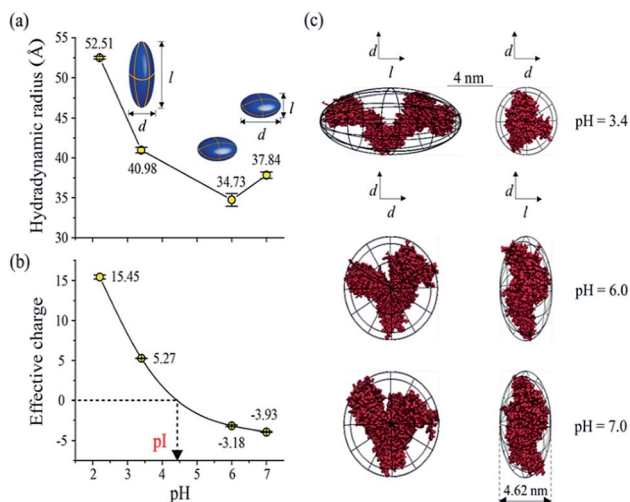 (a)
Hydradynamic radius (Å)
55
50
45
40
35
30
52.51
40.98
34.73
37.84
l
d
l
d
(b)
Effective charge
15
10
5
0
-5
15.45
5.27
-3.18
-3.93
pI
2
3
4
5
6
7
pH
(c)
d
l
4 nm
d
d
pH = 3.4
d
d
d
l
pH = 6.0
pH = 7.0
4.62 nm